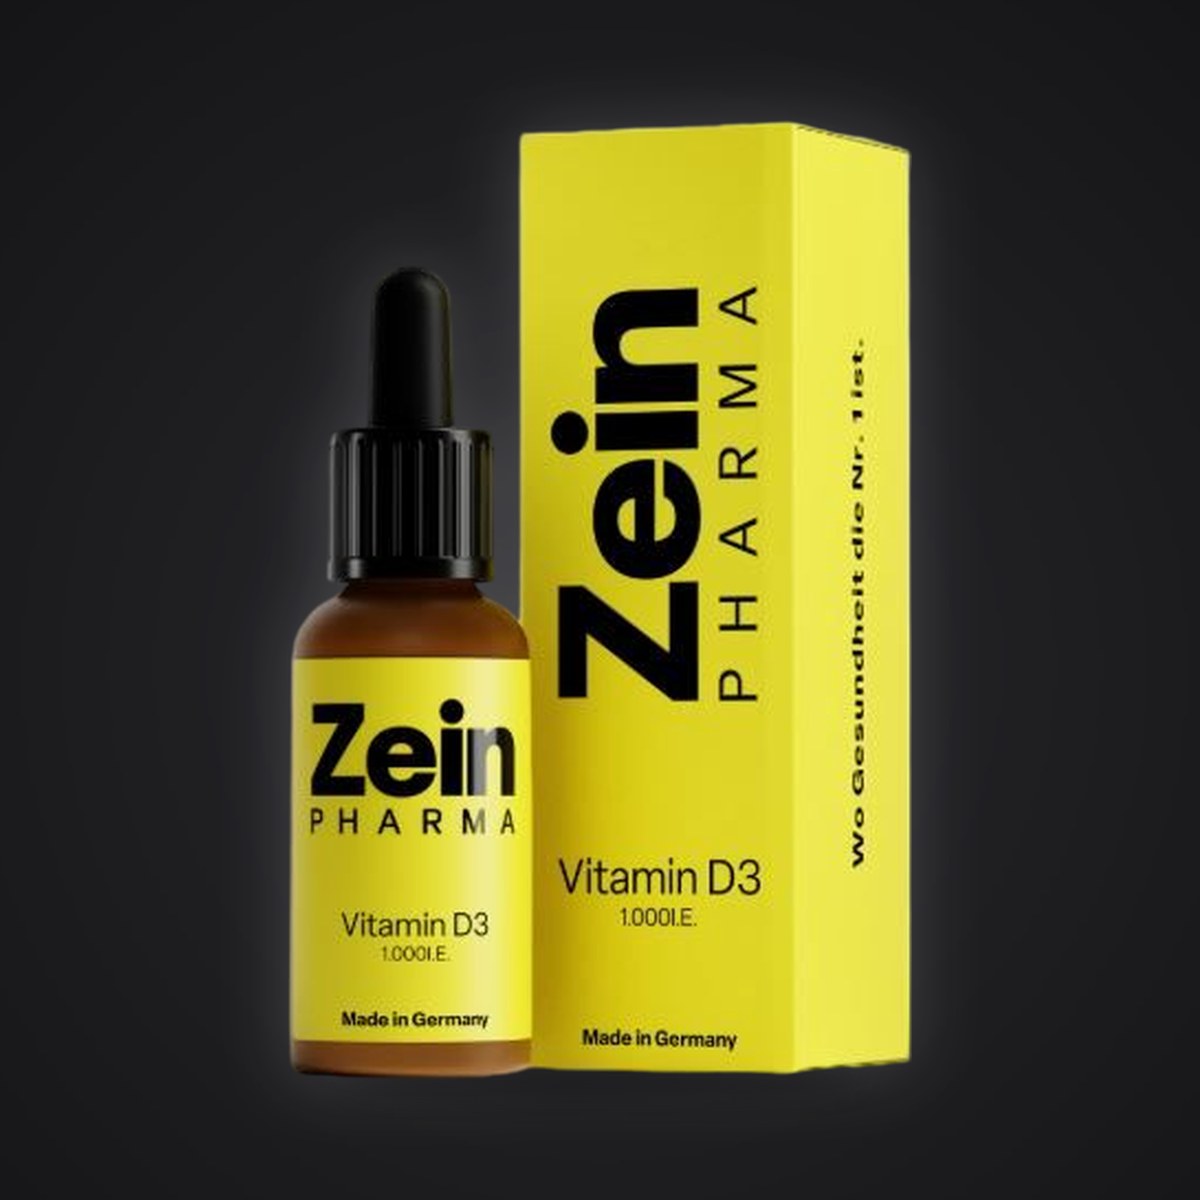 Zein
PHARMA
Vitamin D3
1.000I.E.
Made in Germany
Zein
PHARMA
Vitamin D3
1.000I.E.
Made in Germany
Wo Gesundheit die Nr. 1 ist.